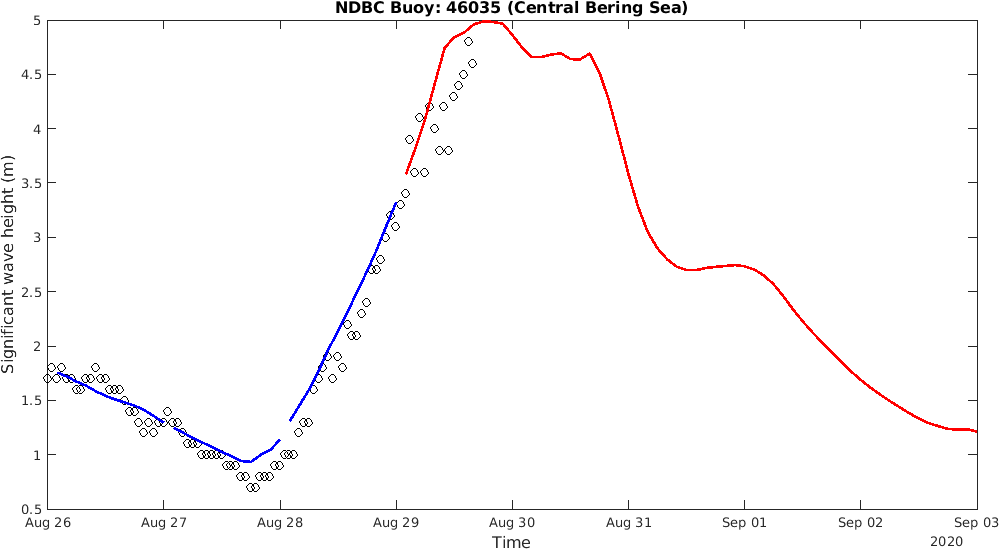 NDBC Buoy: 46035 (Central Bering Sea)
5
4.5
4
3.5
3
2.5
2
1.5
1
0.5
Significant wave height (m)
Aug 26 Aug 27 Aug 28 Aug 29 Aug 30 Aug 31 Sep 01 Sep 02 Sep 03
Time
2020